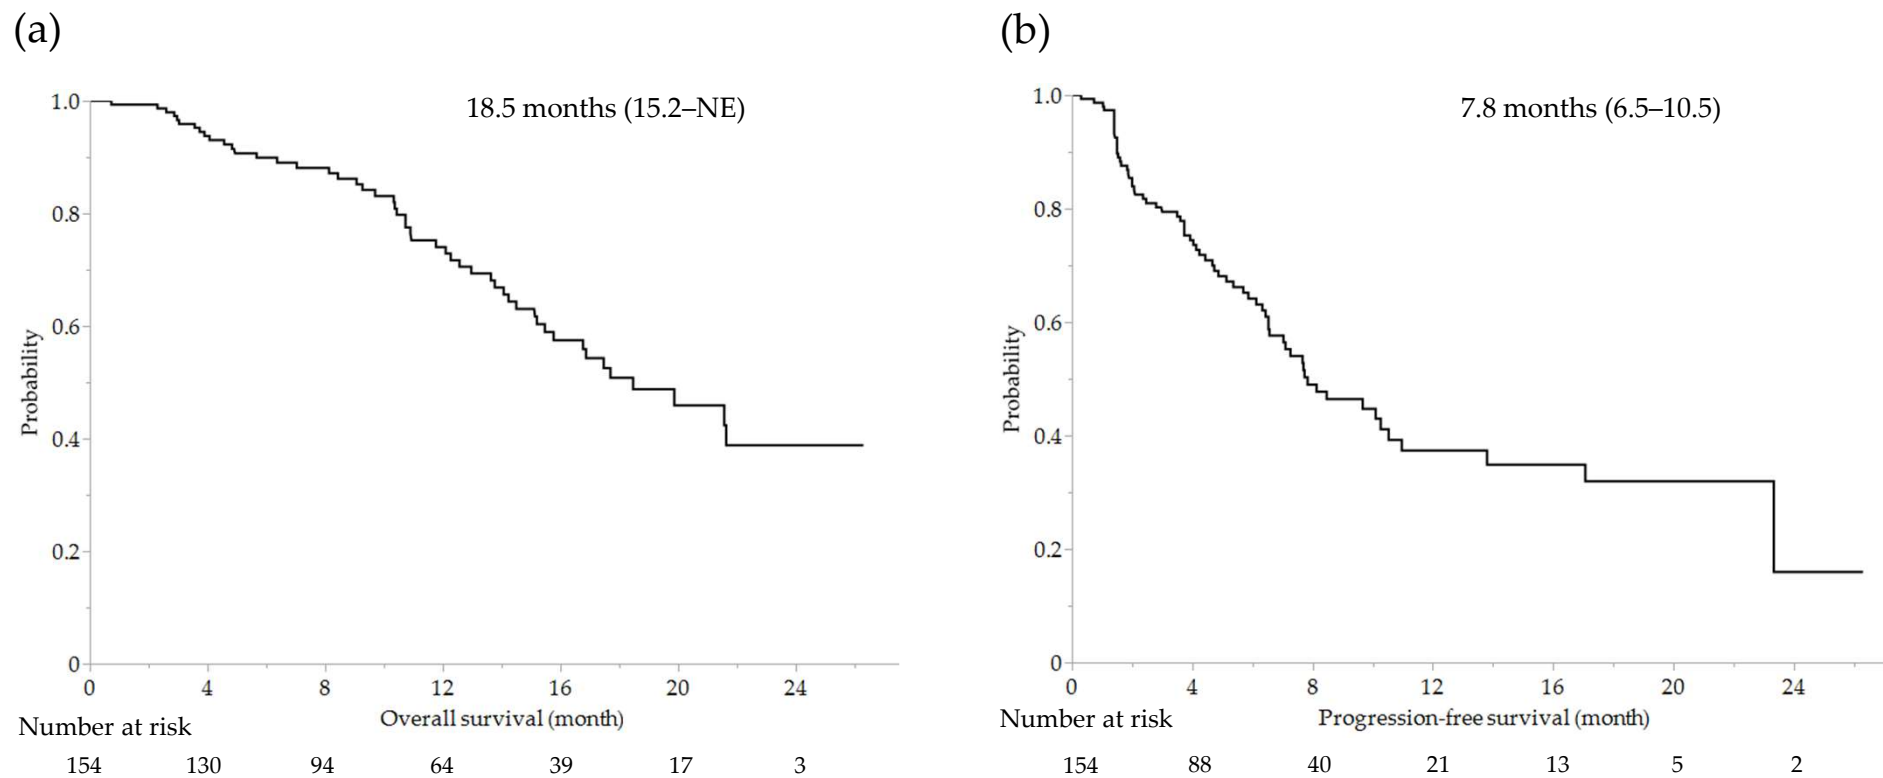 (a)
18.5 months (15.2–NE)
1.0
0.8
0.6
0.4
0.2
0
Probability
0 4 8 12 16 20 24
Overall survival (month)
Number at risk
154 130 94 64 39 17 3
(b)
7.8 months (6.5–10.5)
1.0
0.8
0.6
0.4
0.2
0
Probability
0 4 8 12 16 20 24
Progression-free survival (month)
Number at risk
154 88 40 21 13 5 2